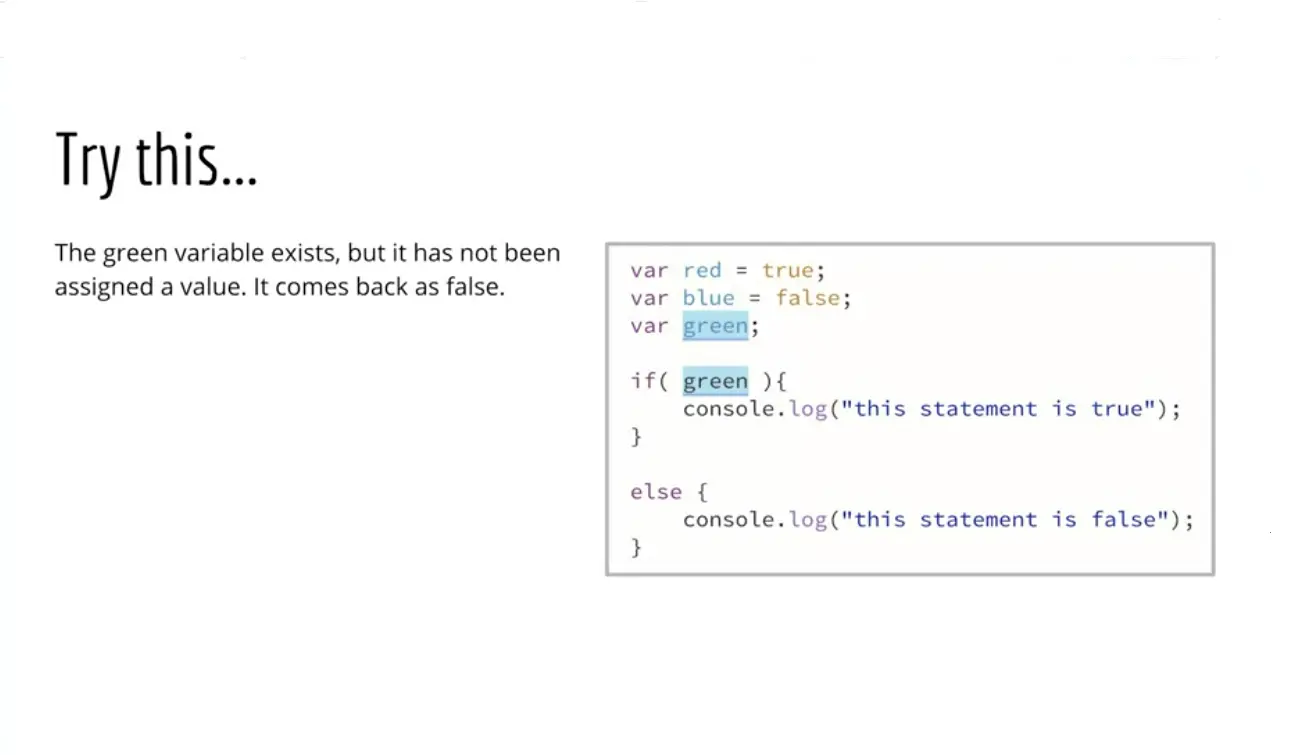 Try this...
The green variable exists, but it has not been
assigned a value. It comes back as false.
var red = true;
var blue = false;
var green;
if( green ){
    console.log("this statement is true");
}
else {
    console.log("this statement is false");
}